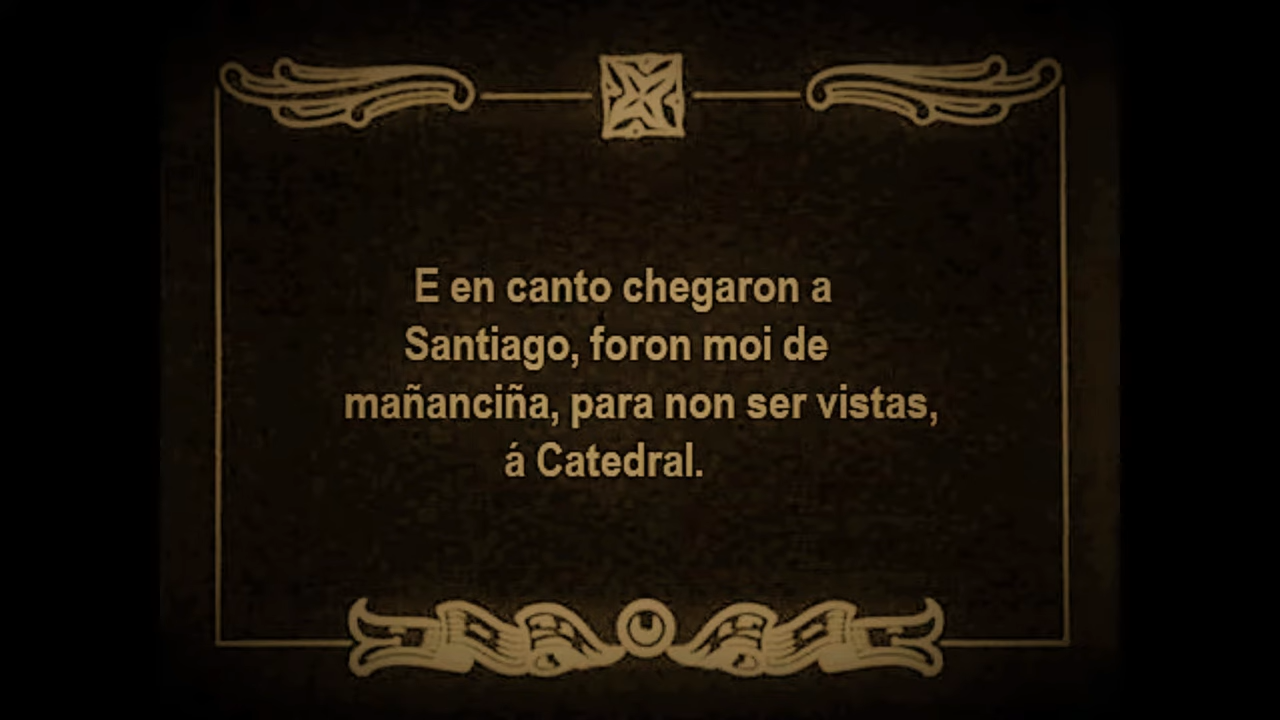 E en canto chegaron a
Santiago, foron moi de
mañanciña, para non ser vistas,
á Catedral.